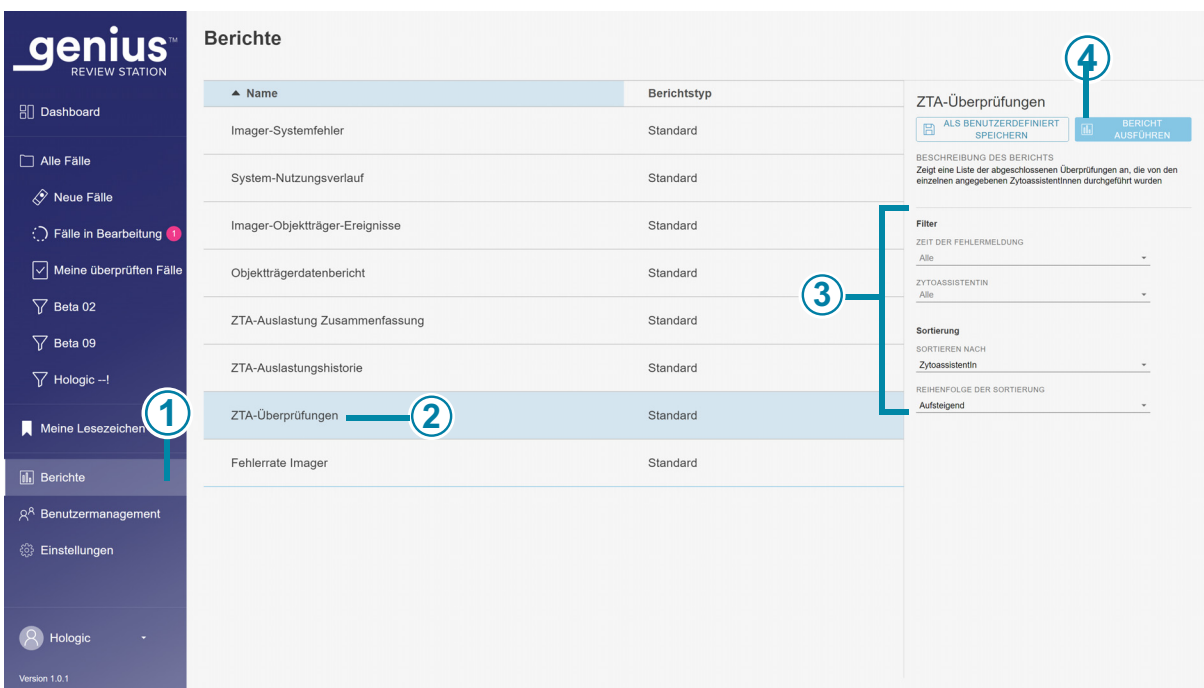 genius™
REVIEW STATION
Dashboard
Alle Fälle
Neue Fälle
Fälle in Bearbeitung 1
Meine überprüften Fälle
Beta 02
Beta 09
Hologic --!
Meine Lesezeichen
1
Berichte
Benutzermanagement
Einstellungen
Hologic
Version 1.0.1
Berichte
Name Berichtstyp
Imager-Systemfehler Standard
System-Nutzungsverlauf Standard
Imager-Objektträger-Ereignisse Standard
Objektträgerdatenbericht Standard
ZTA-Auslastung Zusammenfassung Standard
ZTA-Auslastungshistorie Standard
ZTA-Überprüfungen 2 Standard
Fehlerrate Imager Standard
4
ZTA-Überprüfungen
ALS BENUTZERDEFINIERT
SPEICHERN
BERICHT
AUSFÜHREN
BESCHREIBUNG DES BERICHTS
Zeigt eine Liste der abgeschlossenen Überprüfungen an, die von den
einzelnen angegebenen ZytoassistentInnen durchgeführt wurden
3
Filter
ZEIT DER FEHLERMELDUNG
Alle
ZYTOASSISTENTIN
Alle
Sortierung
SORTIEREN NACH
ZytoassistentIn
REIHENFOLGE DER SORTIERUNG
Aufsteigend